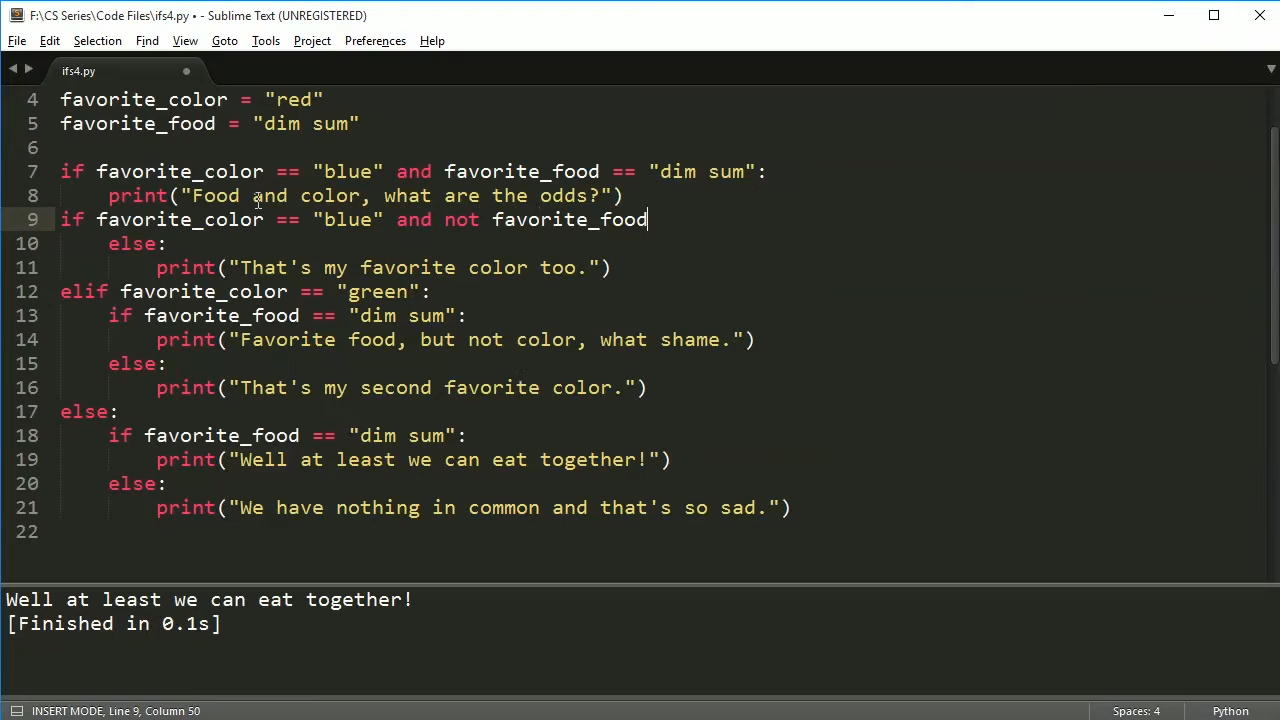 F:\CS Series\Code Files\ifs4.py • - Sublime Text (UNREGISTERED)
File Edit Selection Find View Goto Tools Project Preferences Help
ifs4.py
4 favorite_color = "red"
5 favorite_food = "dim sum"
6
7 if favorite_color == "blue" and favorite_food == "dim sum":
8     print("Food and color, what are the odds?")
9 if favorite_color == "blue" and not favorite_food
10     else:
11         print("That's my favorite color too.")
12 elif favorite_color == "green":
13     if favorite_food == "dim sum":
14         print("Favorite food, but not color, what shame.")
15     else:
16         print("That's my second favorite color.")
17 else:
18     if favorite_food == "dim sum":
19         print("Well at least we can eat together!")
20     else:
21         print("We have nothing in common and that's so sad.")
22
Well at least we can eat together!
[Finished in 0.1s]
INSERT MODE, Line 9, Column 50 Spaces: 4 Python